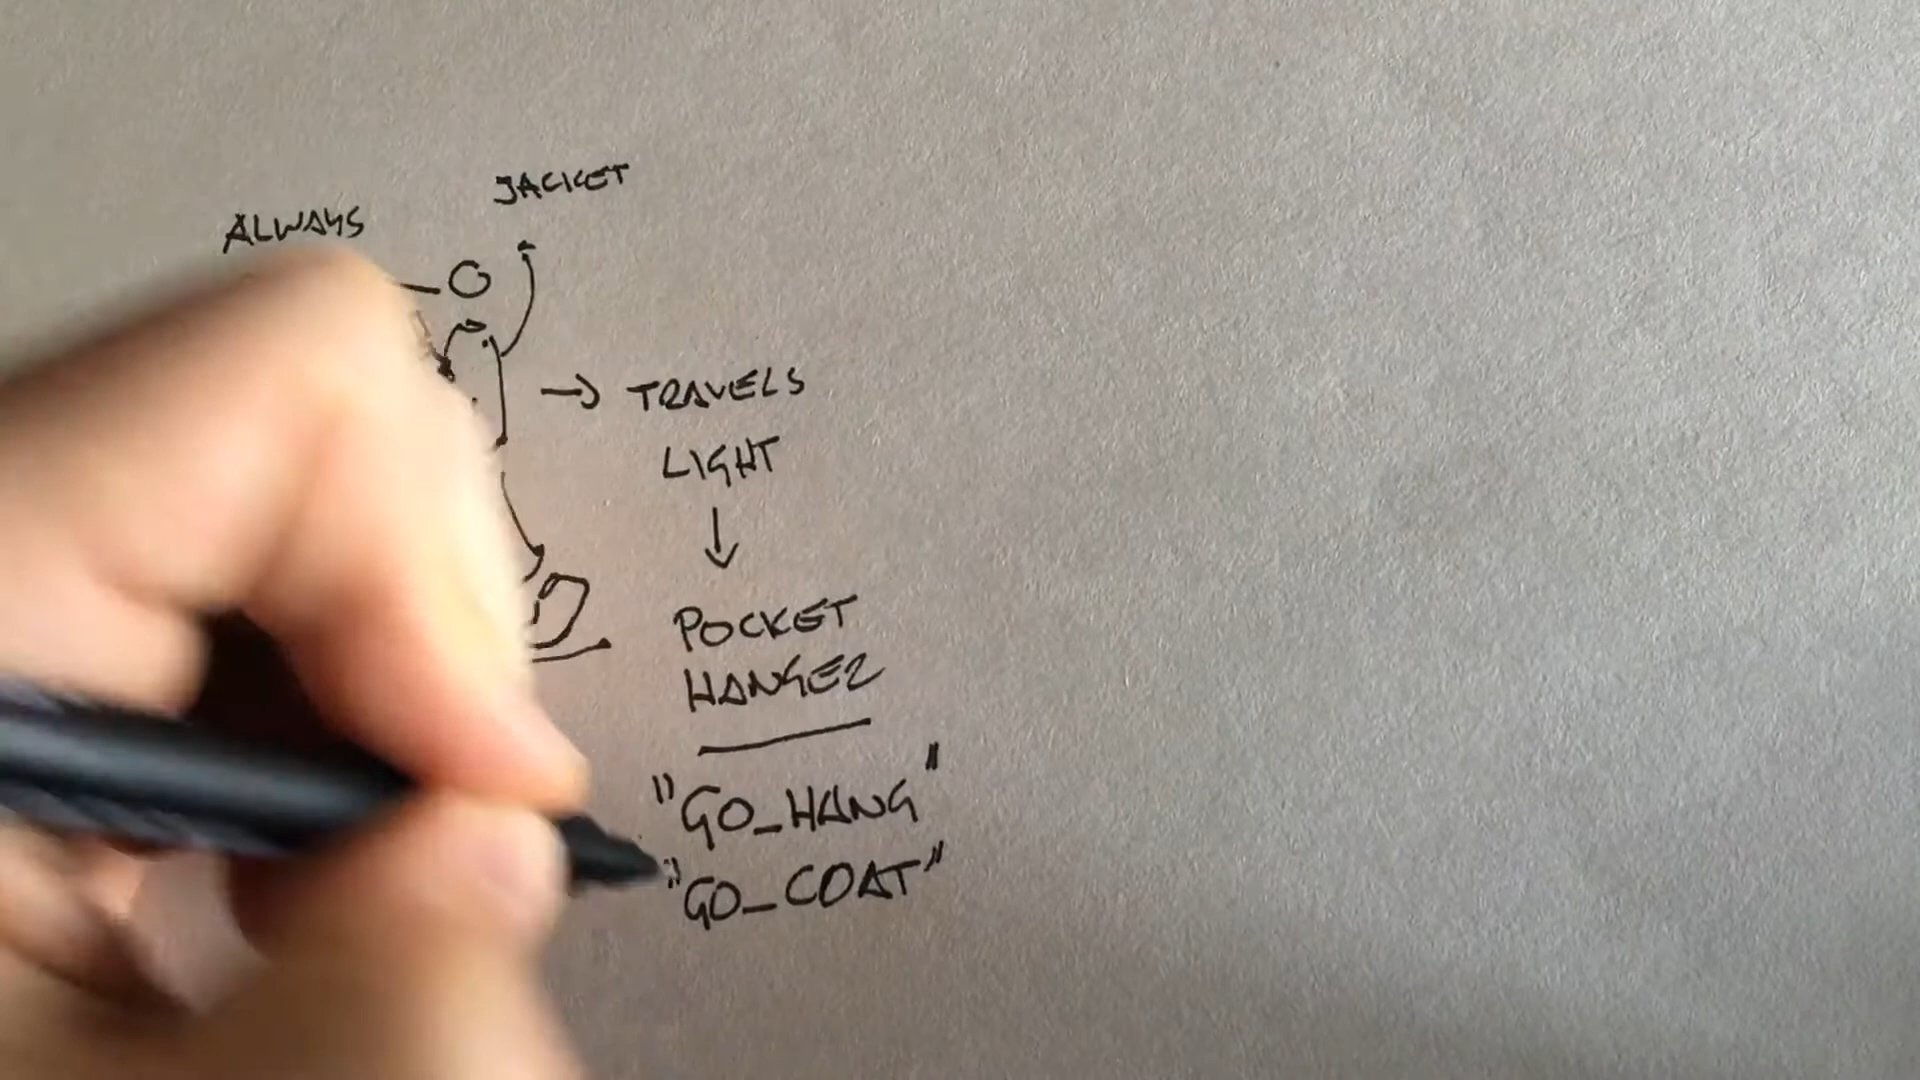 JACKET
ALWAYS
TRAVELS
LIGHT
POCKET
HANGER
"GO_HANG"
"GO_COAT"